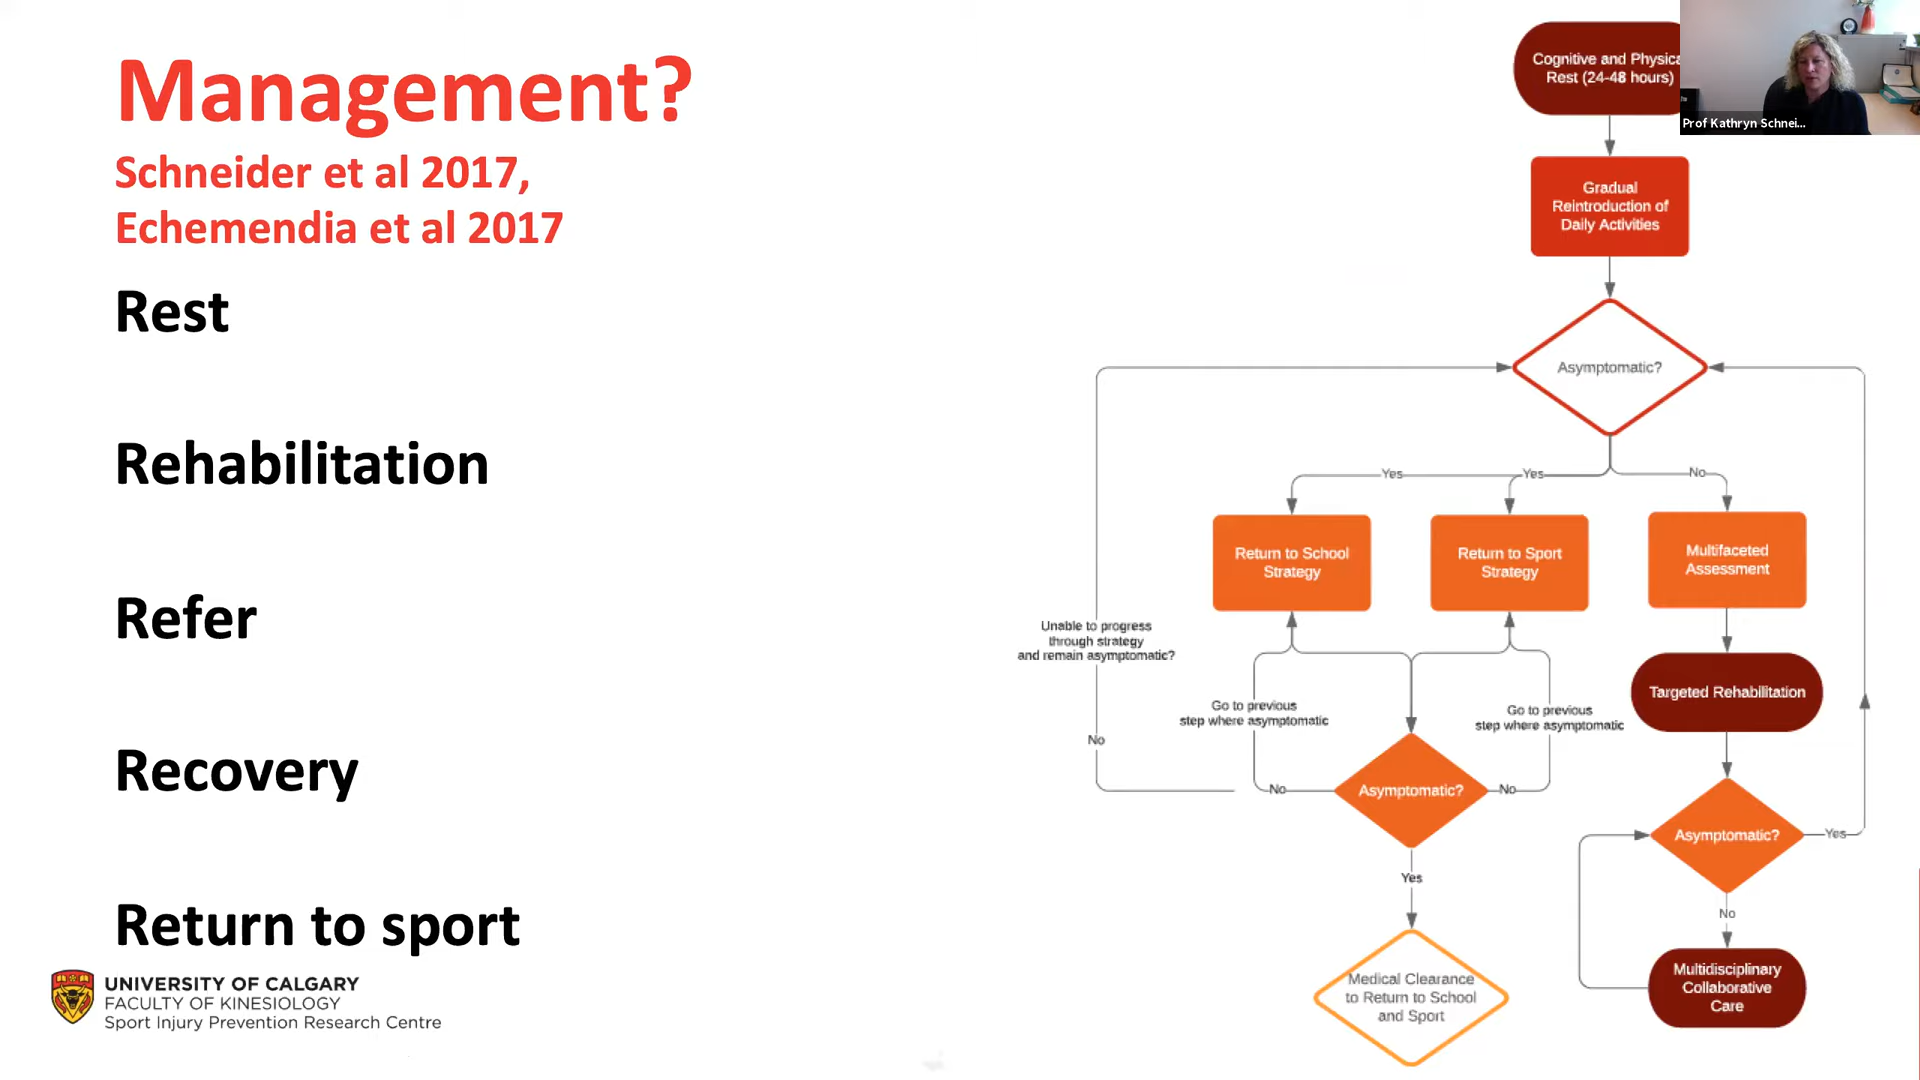 Management?
Schneider et al 2017,
Echemendia et al 2017
Rest
Rehabilitation
Refer
Recovery
Return to sport
UNIVERSITY OF CALGARY
FACULTY OF KINESIOLOGY
Sport Injury Prevention Research Centre
Cognitive and
Rest (24-48 hours)
Prof Kathryn Schnei...
Gradual
Reintroduction of
Daily Activities
Asymptomatic?
Yes
Yes
No
Return to School
Strategy
Return to Sport
Strategy
Multifaceted
Assessment
Unable to progress
through strategy
and remain asymptomatic?
Go to previous
step where asymptomatic
Go to previous
step where asymptomatic
Targeted Rehabilitation
No
No
Asymptomatic?
No
Asymptomatic?
Yes
Yes
No
Medical Clearance
to Return to School
and Sport
Multidisciplinary
Collaborative
Care